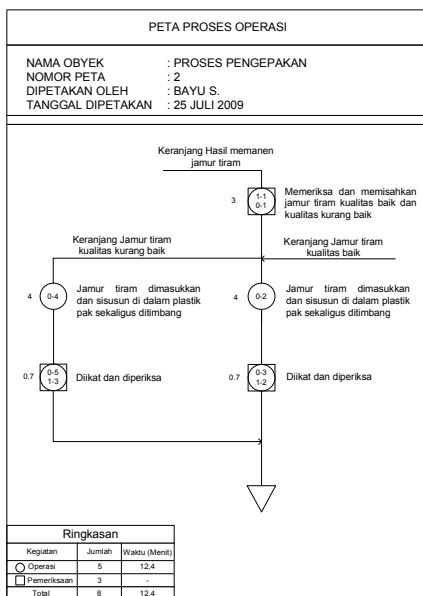 PETA PROSES OPERASI
NAMA OBYEK : PROSES PENGEPAKAN
NOMOR PETA : 2
DIPETAKAN OLEH : BAYU S.
TANGGAL DIPETAKAN : 25 JULI 2009
Keranjang Hasil memanen
jamur tiram
3
1-1
0-1
Memeriksa dan memisahkan
jamur tiram kualitas baik dan
kualitas kurang baik
Keranjang Jamur tiram
kualitas kurang baik
Keranjang Jamur tiram
kualitas baik
4
0-4
Jamur tiram dimasukkan
dan sisusun di dalam plastik
pak sekaligus ditimbang
4
0-2
Jamur tiram dimasukkan
dan sisusun di dalam plastik
pak sekaligus ditimbang
0.7
0-5
1-3
Diikat dan diperiksa
0.7
0-3
1-2
Diikat dan diperiksa
Ringkasan
Kegiatan Jumlah Waktu (Menit)
Operasi 5 12,4
Pemeriksaan 3 -
Total 8 12,4